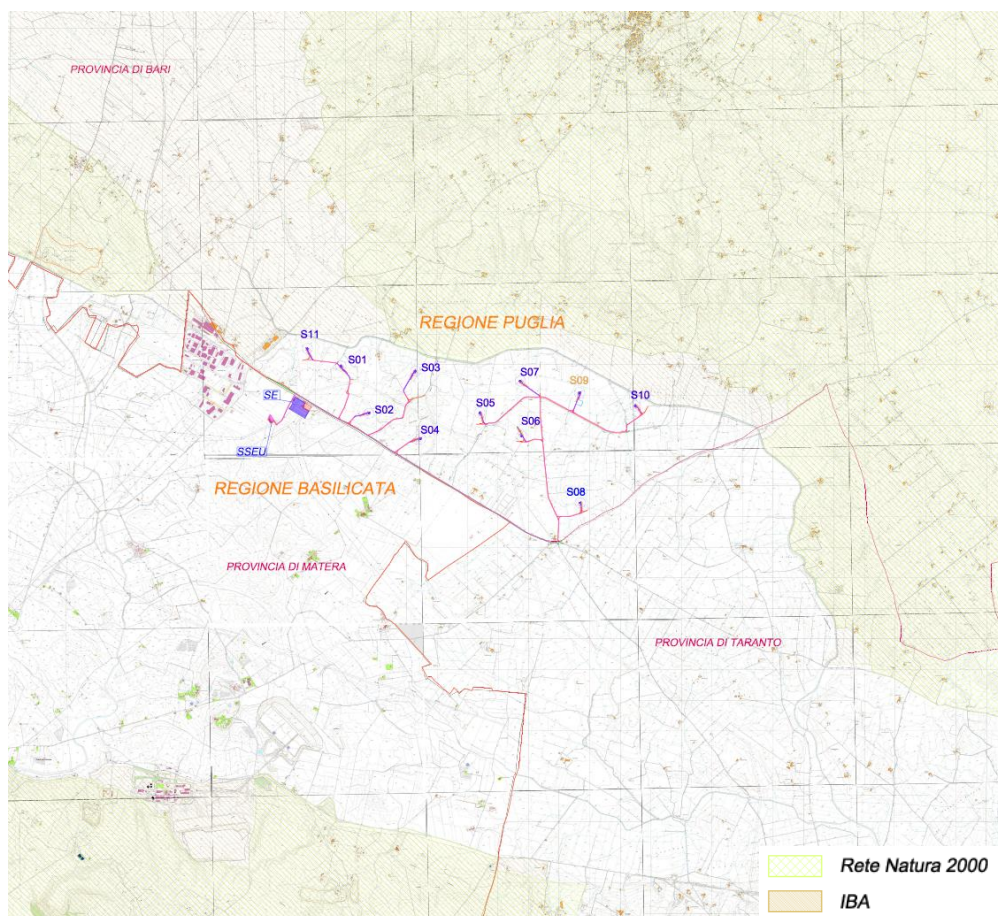 PROVINCIA DI BARI
REGIONE PUGLIA
S11
S01
S03
S07
S09
SE
S02
S05
S10
S06
S04
SSEU
REGIONE BASILICATA
S08
PROVINCIA DI MATERA
PROVINCIA DI TARANTO
Rete Natura 2000
IBA